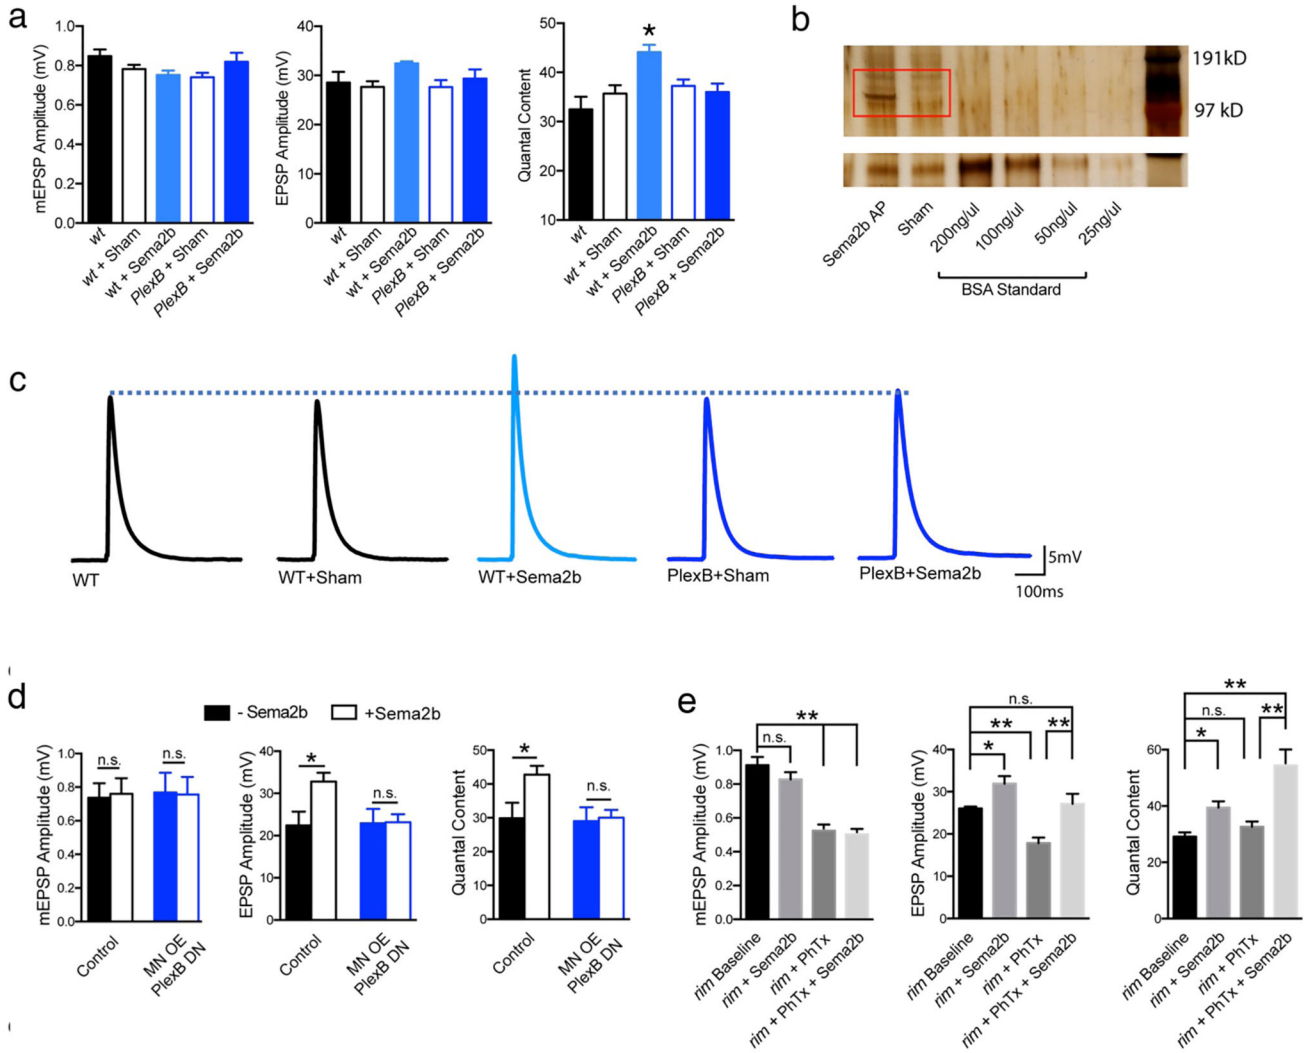 a
mEPSP Amplitude (mV)
1.0
0.8
0.6
0.4
0.2
0.0
wt
wt + Sham
wt + Sema2b
PlexB + Sham
PlexB + Sema2b
EPSP Amplitude (mV)
40
30
20
10
0
wt
wt + Sham
wt + Sema2b
PlexB + Sham
PlexB + Sema2b
Quantal Content
50
40
30
20
10
*
wt
wt + Sham
wt + Sema2b
PlexB + Sham
PlexB + Sema2b
b
191kD
97 kD
Sema2b AP
Sham
200ng/ul
100ng/ul
50ng/ul
25ng/ul
BSA Standard
c
WT
WT+Sham
WT+Sema2b
PlexB+Sham
PlexB+Sema2b
5mV
100ms
d
- Sema2b
+Sema2b
mEPSP Amplitude (mV)
1.0
0.8
0.6
0.4
0.2
0.0
n.s.
n.s.
Control
MN OE
PlexB DN
EPSP Amplitude (mV)
40
30
20
10
0
*
n.s.
Control
MN OE
PlexB DN
Quantal Content
50
40
30
20
10
0
*
n.s.
Control
MN OE
PlexB DN
e
mEPSP Amplitude (mV)
1.0
0.8
0.6
0.4
0.2
0.0
**
n.s.
rim Baseline
rim + Sema2b
rim + PhTx
rim + PhTx + Sema2b
EPSP Amplitude (mV)
40
30
20
10
0
n.s.
**
**
*
rim Baseline
rim + Sema2b
rim + PhTx
rim + PhTx + Sema2b
Quantal Content
60
40
20
0
**
n.s.
**
*
rim Baseline
rim + Sema2b
rim + PhTx
rim + PhTx + Sema2b